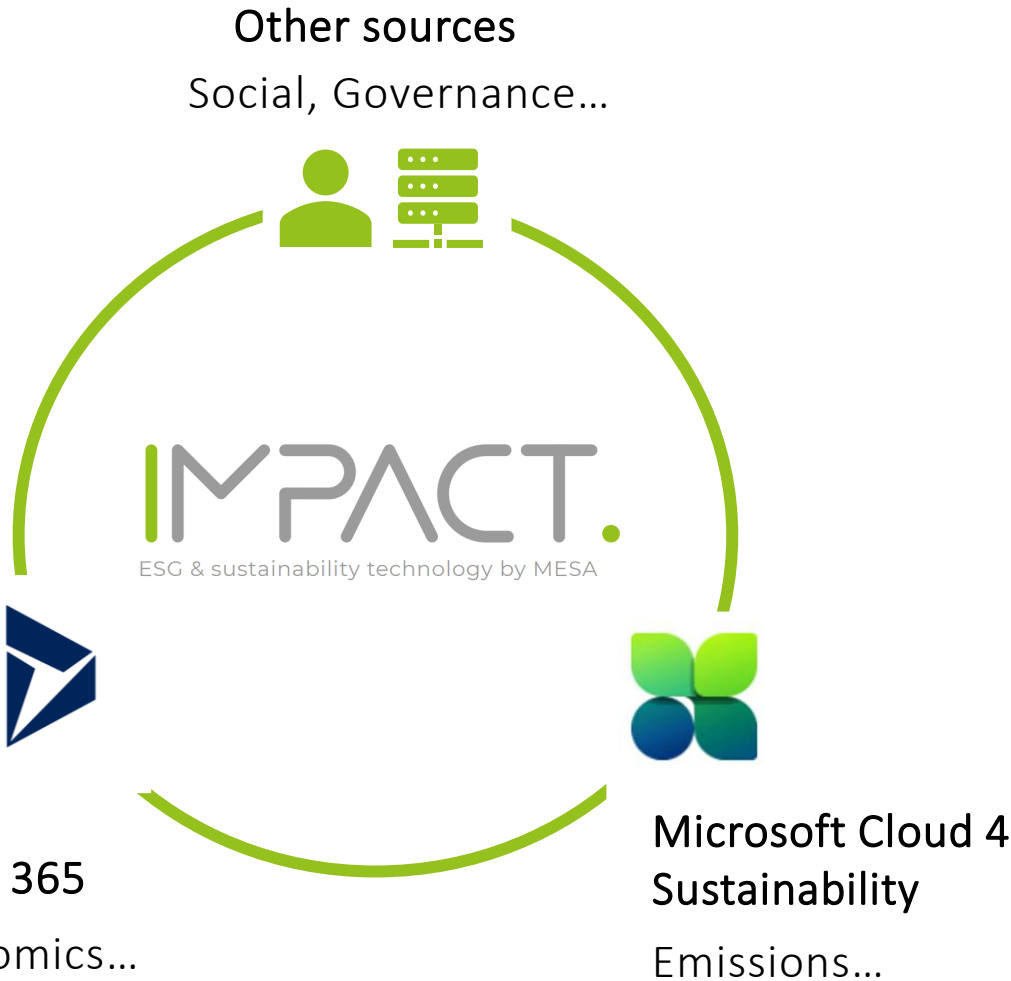 Other sources
Social, Governance…
IMPACT.
ESG & sustainability technology by MESA
Microsoft Cloud 4
Sustainability
Emissions…
365
omics…